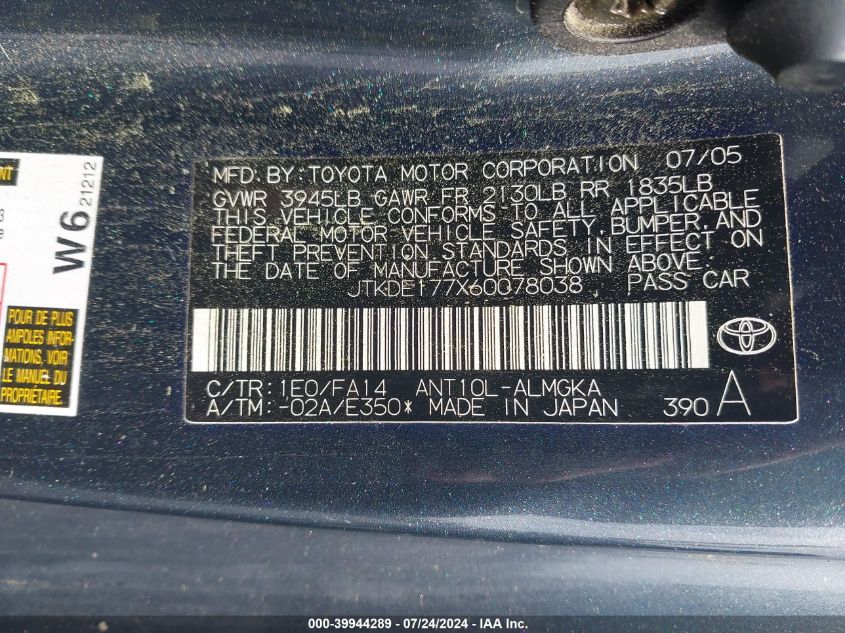 MFD.BY:TOYOTA MOTOR CORPORATION 07/05
GVWR 3945LB GAWR FR 2130LB RR 1835LB
THIS VEHICLE CONFORMS TO ALL APPLICABLE
FEDERAL MOTOR VEHICLE SAFETY,BUMPER,AND
THEFT PREVENTION STANDARDS IN EFFECT ON
THE DATE OF MANUFACTURE SHOWN ABOVE.
JTKDE177X60078038 PASS CAR
C/TR: 1E0/FA14 ANT10L-ALMGKA
A/TM: -02A/E350* MADE IN JAPAN 390 A
W6 21212
POUR DE PLUS
AMPOLES INFOR-
MATIONS, VOIR
LE MANUEL DU
PROPRIÉTAIRE.
000-39944289 - 07/24/2024 - IAA Inc.